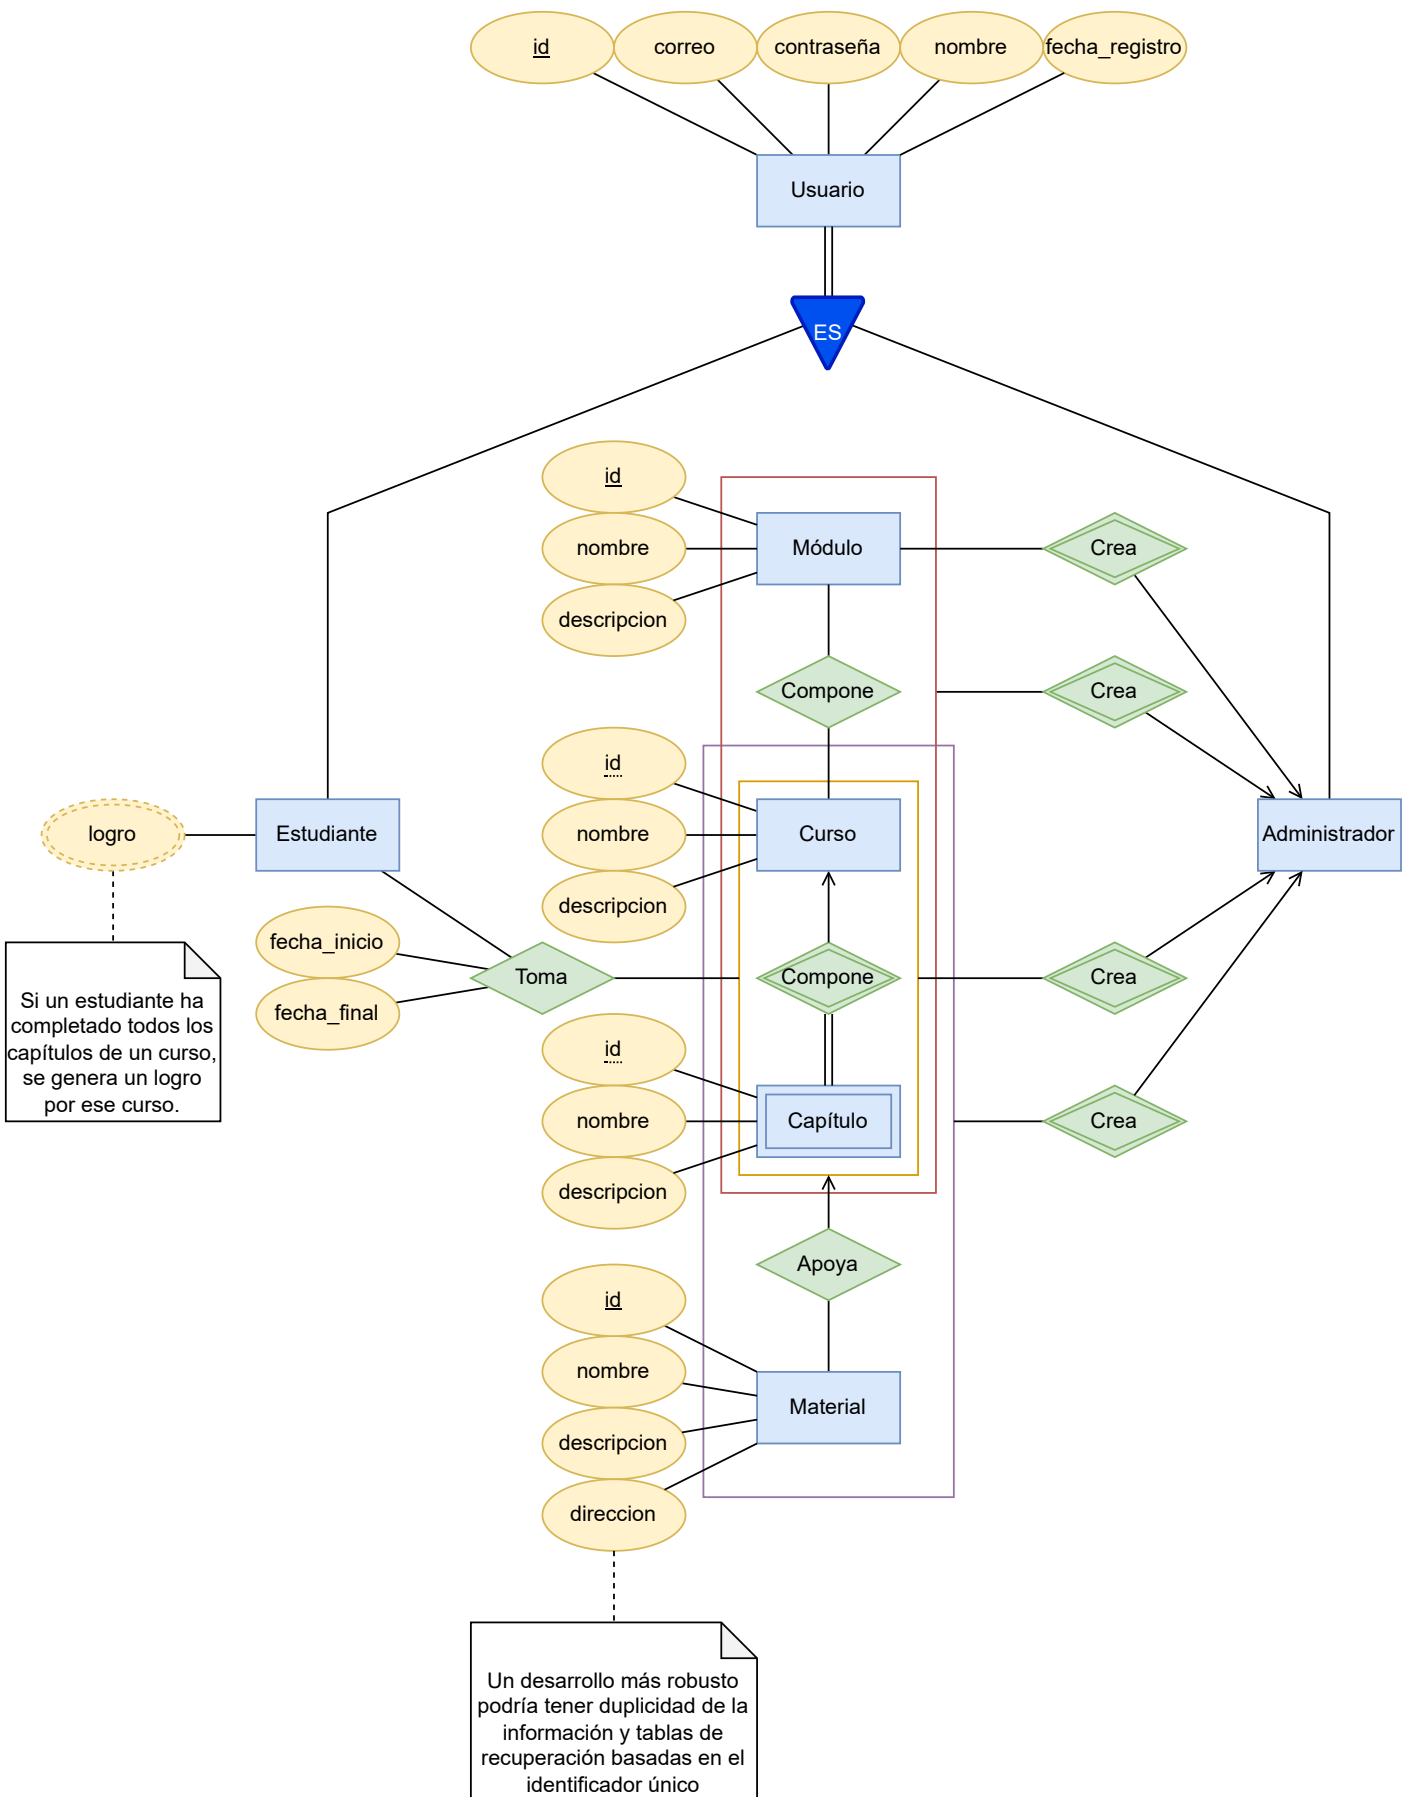 id
correo
contraseña
nombre
fecha_registro
Usuario
ES
id
nombre
descripcion
Módulo
Crea
Compone
Crea
id
nombre
descripcion
Curso
logro
Estudiante
Administrador
fecha_inicio
fecha_final
Toma
Compone
Crea
Si un estudiante ha
completado todos los
capítulos de un curso,
se genera un logro
por ese curso.
id
nombre
descripcion
Capítulo
Crea
Apoya
id
nombre
descripcion
direccion
Material
Un desarrollo más robusto
podría tener duplicidad de la
información y tablas de
recuperación basadas en el
identificador único